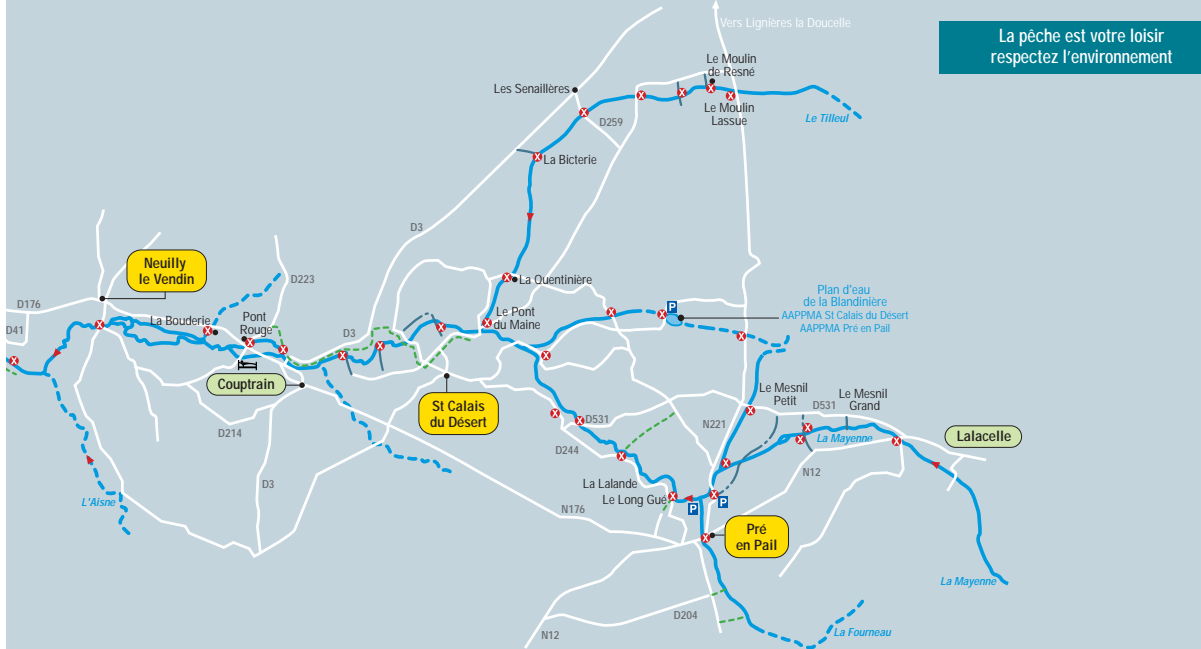 Vers Lignières la Doucelle
La pêche est votre loisir
respectez l'environnement
Le Moulin
de Resné
Les Senaillères
Le Moulin
Lassue
Le Tilleul
D259
La Bicterie
D3
Neuilly
le Vendin
D223
La Quentinière
Plan d'eau
de la Blandinière
AAPPMA St Calais du Désert
AAPPMA Pré en Pail
P
D176
D41
La Bouderie
Pont
Rouge
D3
Le Pont
du Maine
Couptrain
St Calais
du Désert
Le Mesnil
Petit
D531
Le Mesnil
Grand
D531
N221
La Mayenne
Lalacelle
D214
D244
N12
La Lalande
Le Long Gué
D3
L'Aisne
N176
P
P
Pré
en Pail
La Mayenne
D204
N12
La Fourneau